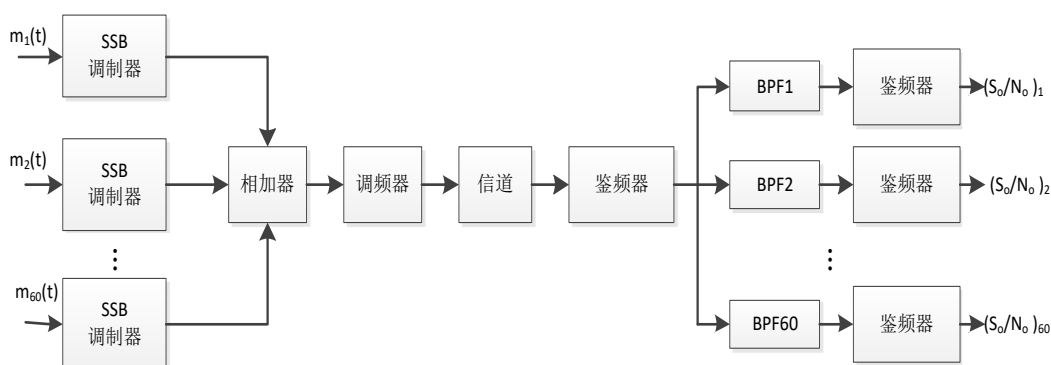 m₁(t)
SSB
调制器
m₂(t)
SSB
调制器
⋮
m₆₀(t)
SSB
调制器
相加器
调频器
信道
鉴频器
BPF1
鉴频器
(Sₒ/Nₒ)₁
BPF2
鉴频器
(Sₒ/Nₒ)₂
⋮
BPF60
鉴频器
(Sₒ/Nₒ)₆₀